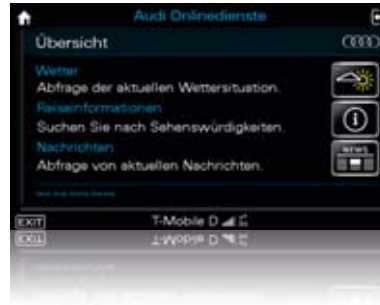 Audi Onlinedienste
Übersicht
Wetter
Abfrage der aktuellen Wettersituation.
Reiseinformationen
Suchen Sie nach Sehenswürdigkeiten.
Nachrichten
Abfrage von aktuellen Nachrichten.
NEWS
EXIT
T-Mobile D